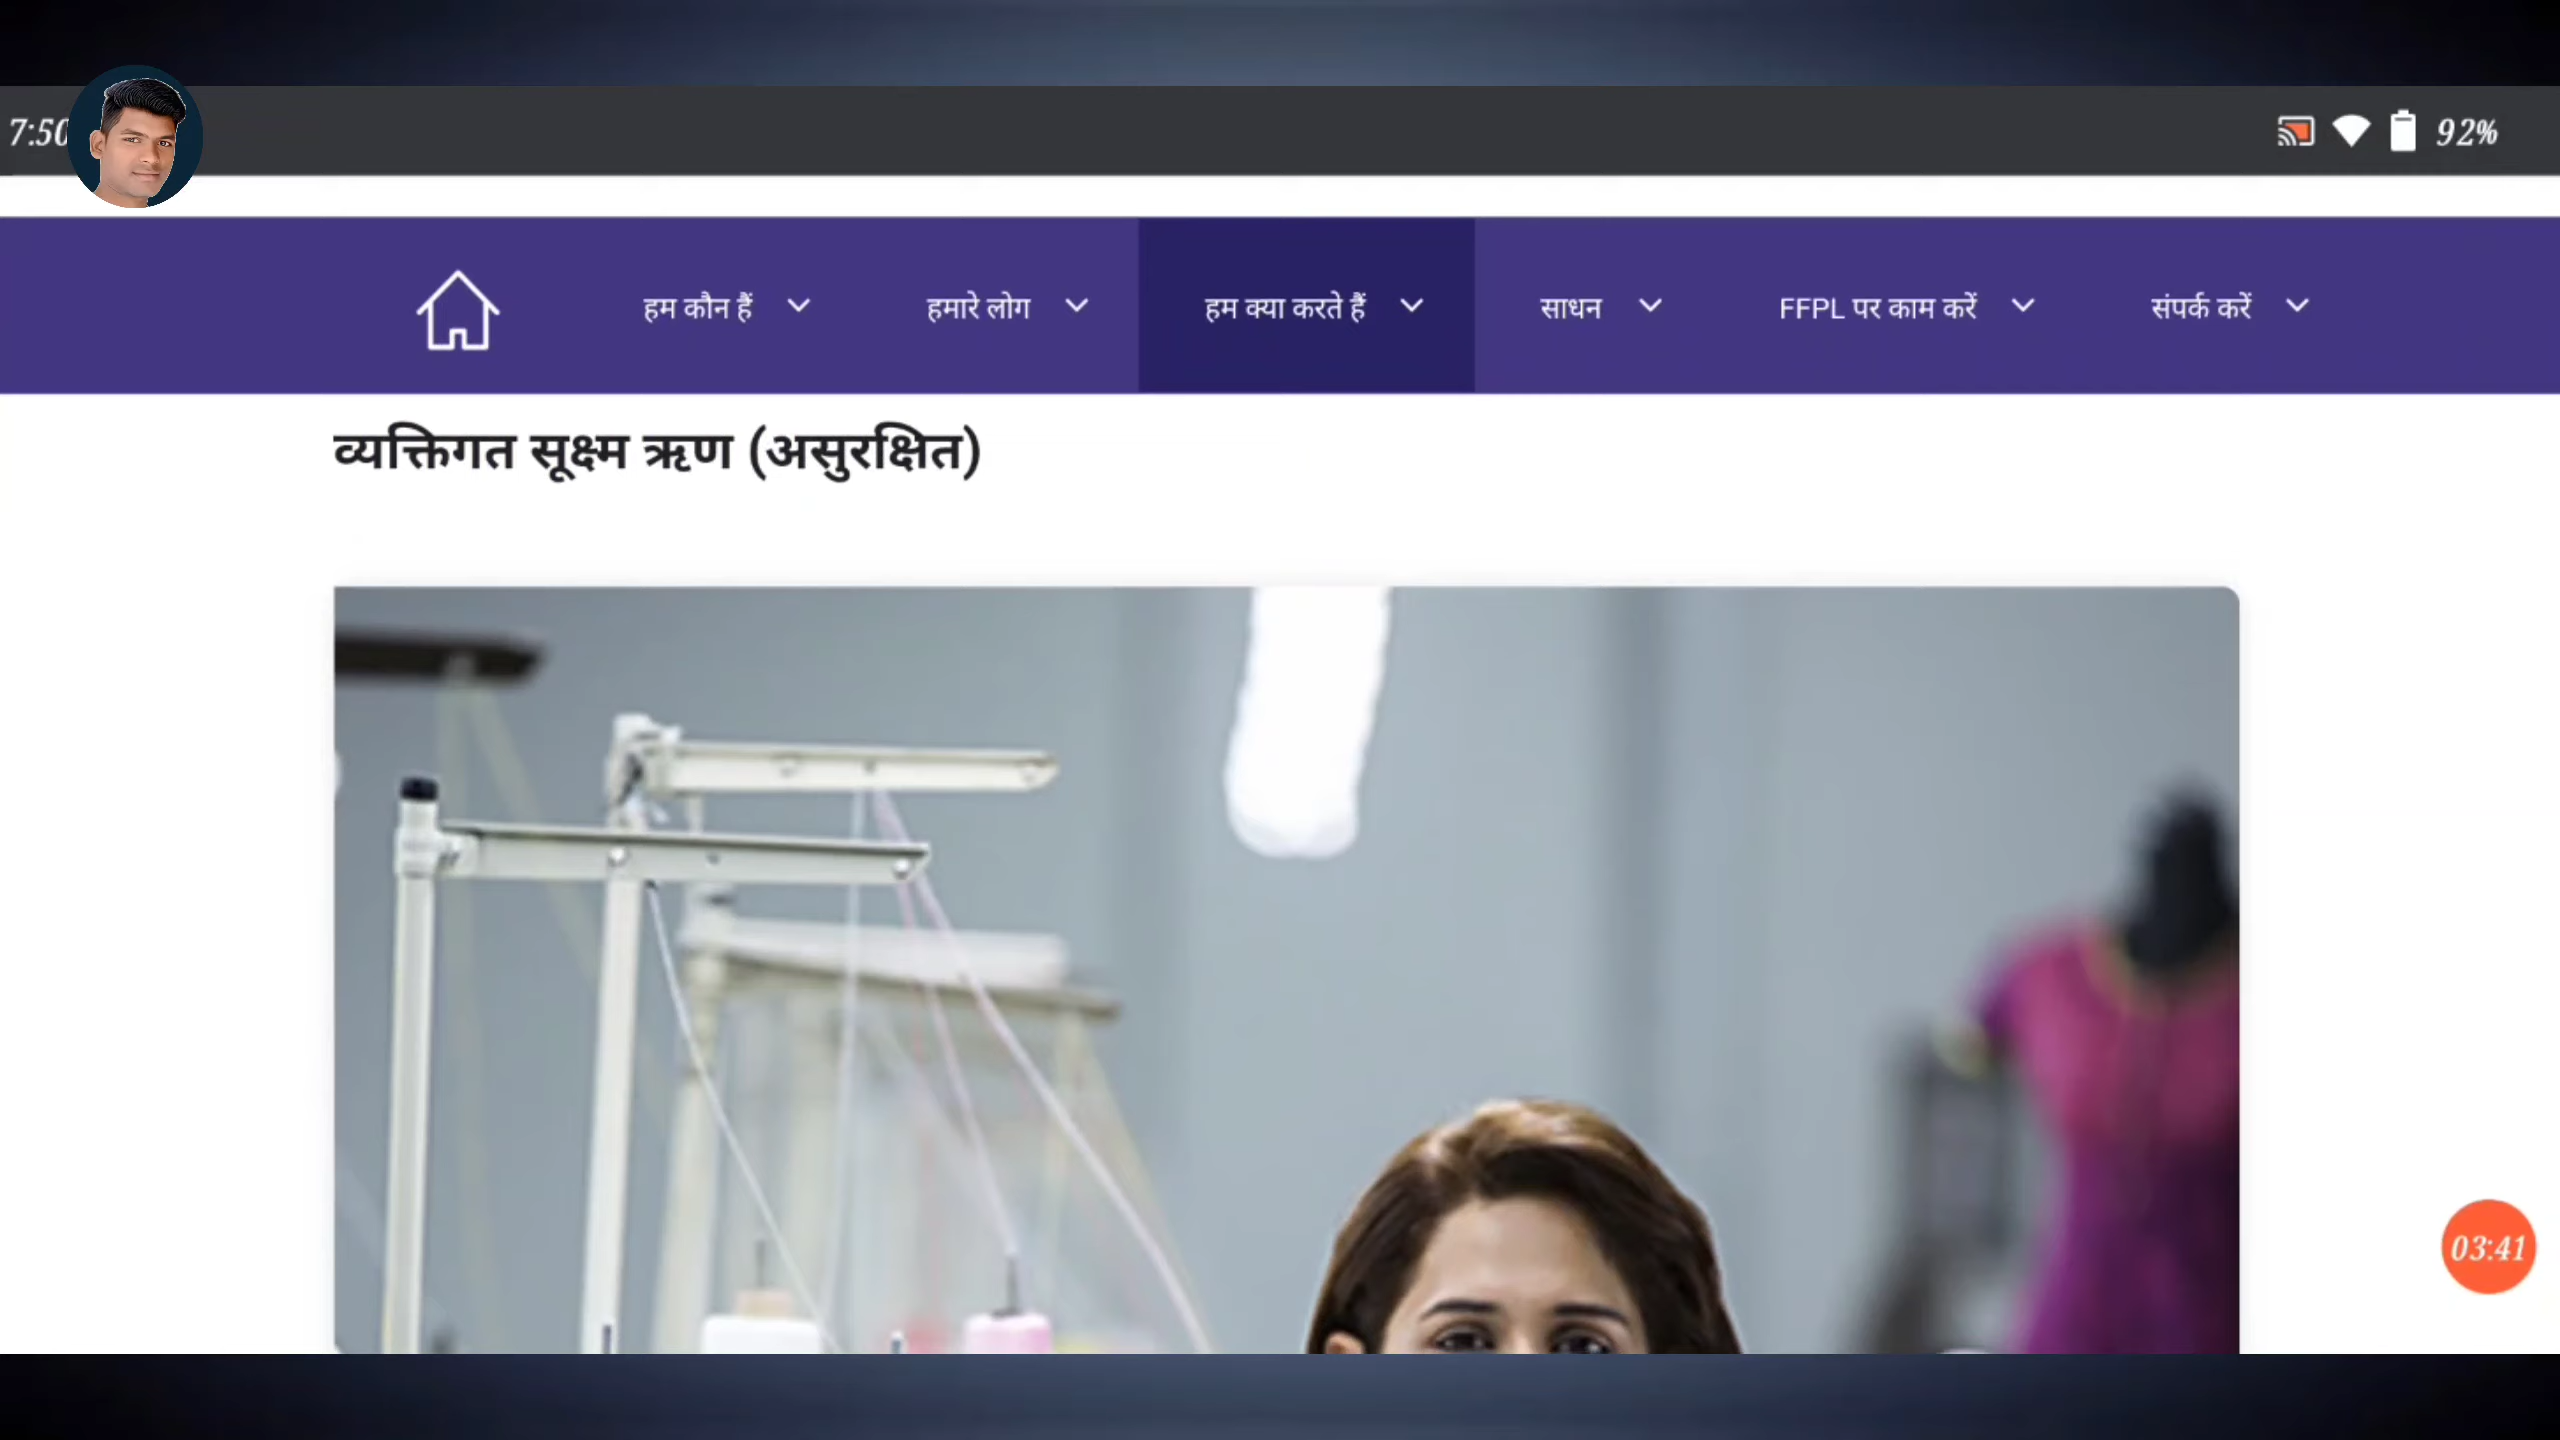 7:50
92%
हम कौन हैं
हमारे लोग
हम क्या करते हैं
साधन
FFPL पर काम करें
संपर्क करें
व्यक्तिगत सूक्ष्म ऋण (असुरक्षित)
03:41